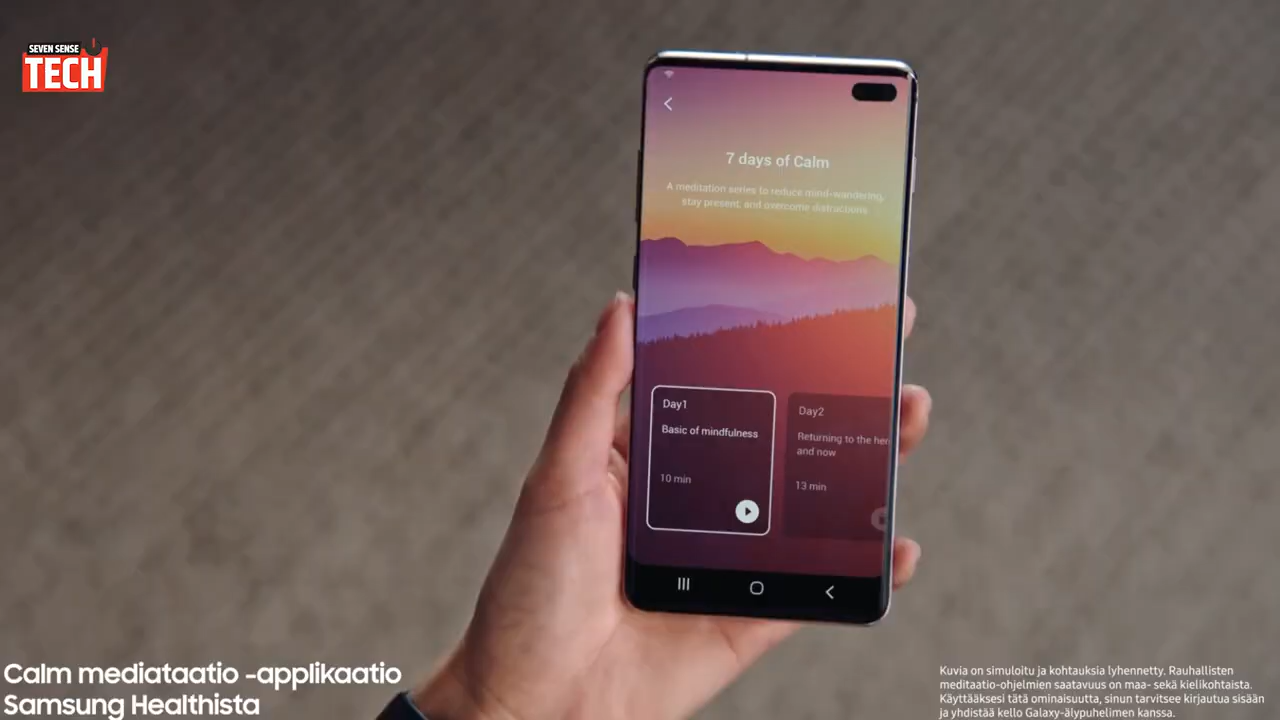 SEVEN SENSE
TECH
7 days of Calm
A meditation series to reduce mind-wandering,
stay present, and overcome distructions
Day1
Basic of mindfulness
10 min
Day2
Returning to the her
and now
13 min
Calm mediataatio -applikaatio
Samsung Healthista
Kuvia on simuloitu ja kohtauksia lyhennetty. Rauhallisten
meditaatio-ohjelmien saatavuus on maa- sekä kielikohtaista.
Käyttääksesi tätä ominaisuutta, sinun tarvitsee kirjautua sisään
ja yhdistää kello Galaxy-älypuhelimen kanssa.